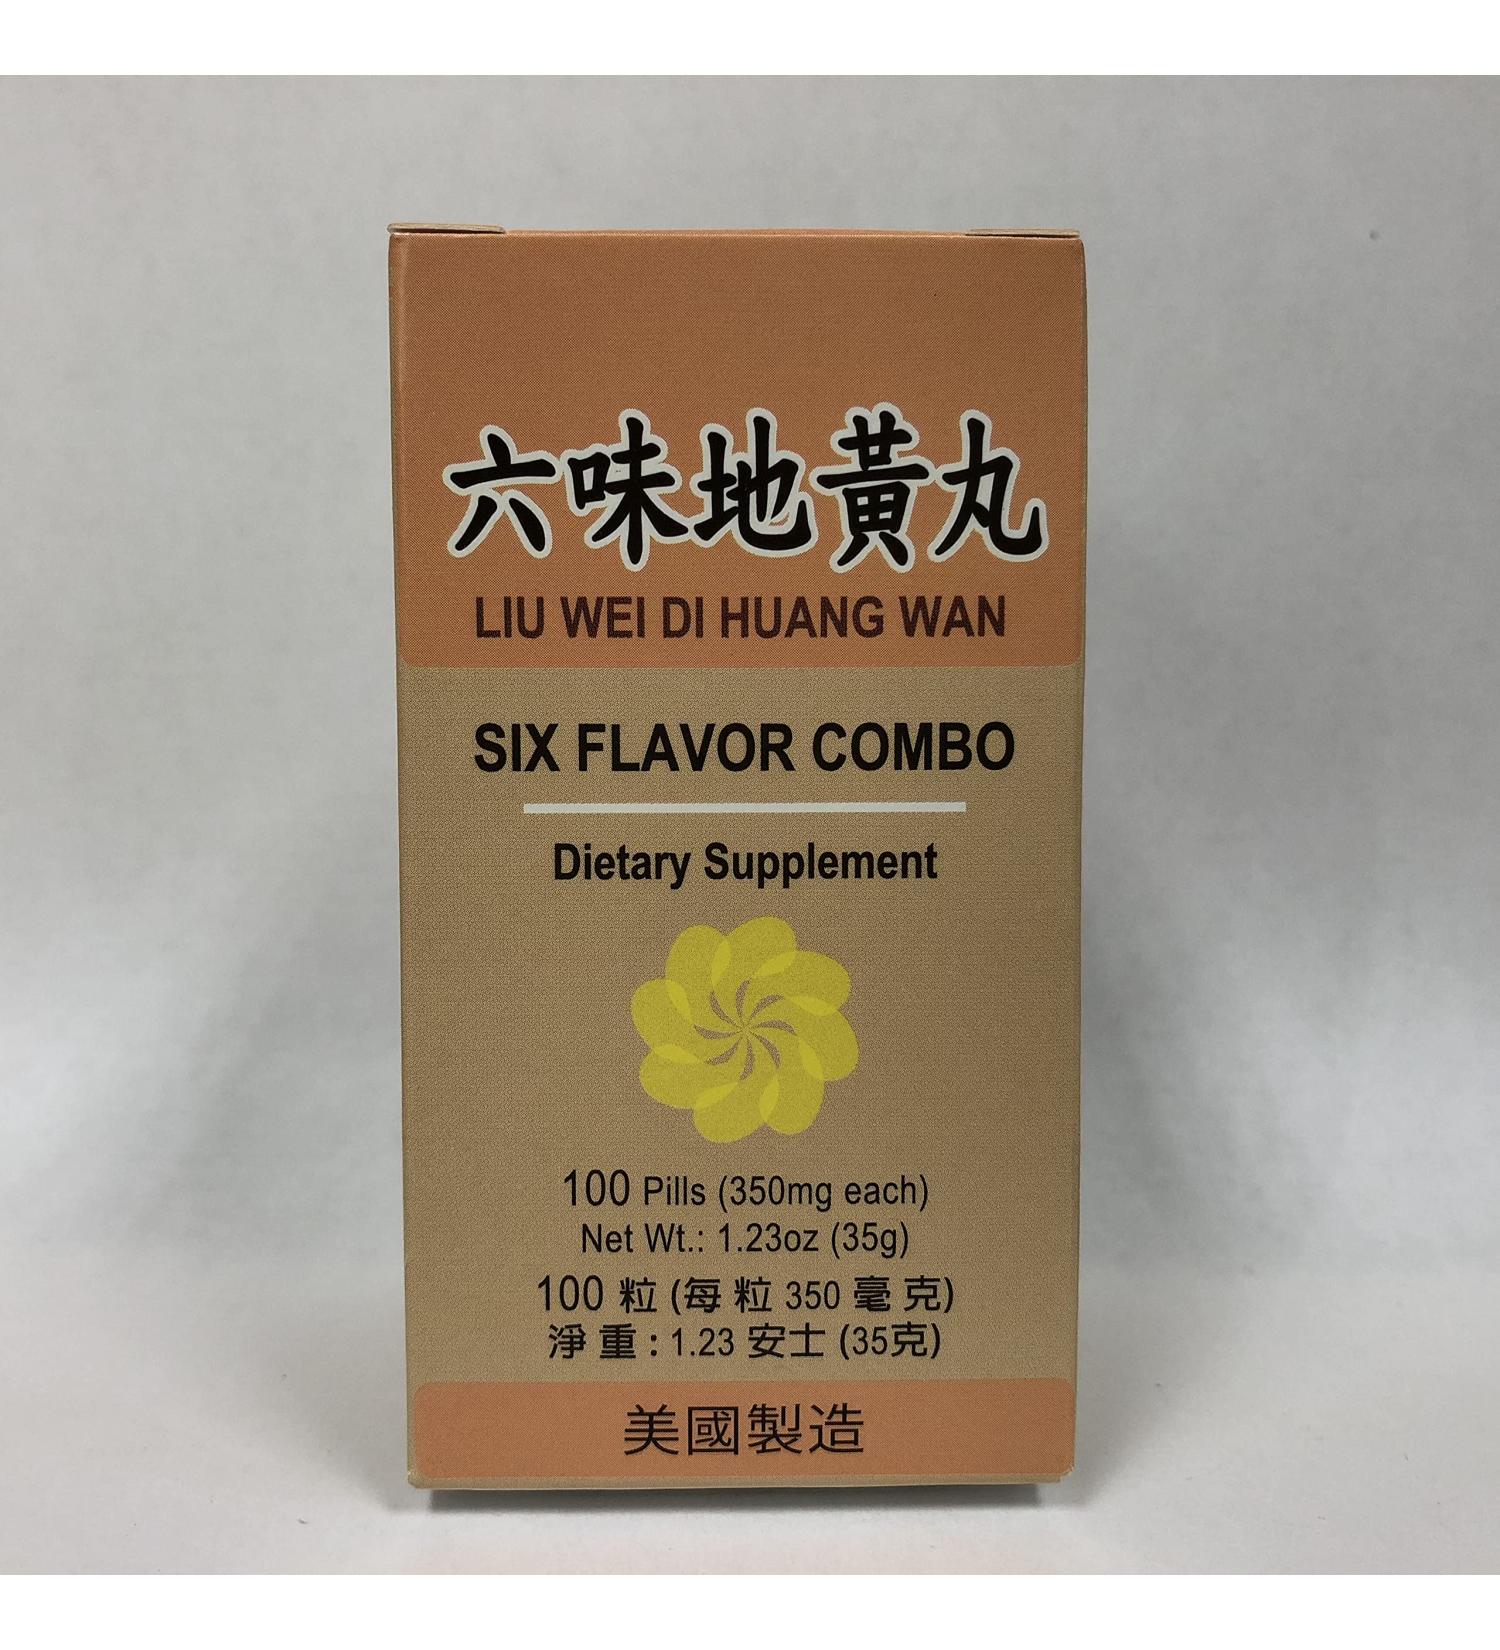 六味地黃丸
LIU WEI DI HUANG WAN
SIX FLAVOR COMBO
Dietary Supplement
100 Pills (350mg each)
Net Wt.: 1.23oz (35g)
100 粒 (每 粒 350 毫 克)
淨 重 : 1.23 安士 (35克)
美國製造